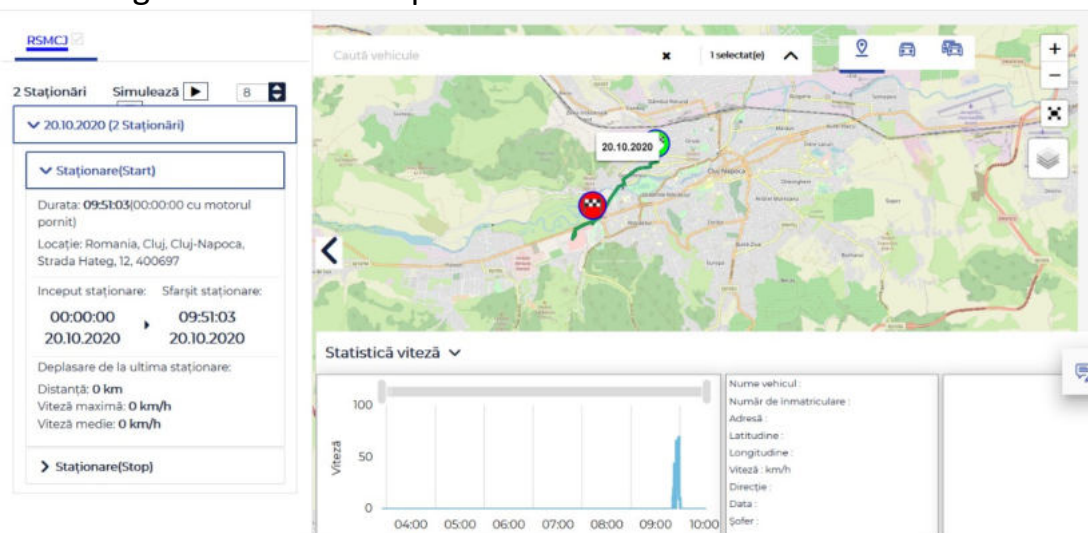 RSMCJ
2 Staționări Simulează 8
20.10.2020 (2 Staționări)
Staționare(Start)
Durata: 09:51:03(00:00:00 cu motorul
pornit)
Locație: Romania, Cluj, Cluj-Napoca,
Strada Hateg, 12, 400697
Inceput staționare: Sfarșit staționare:
00:00:00 09:51:03
20.10.2020 20.10.2020
Deplasare de la ultima staționare:
Distanță: 0 km
Viteză maximă: 0 km/h
Viteză medie: 0 km/h
Staționare(Stop)
Caută vehicule
1 selectat(e)
+
−
20.10.2020
Cluj-Napoca
Statistică viteză
Viteză
100
50
0
04:00 05:00 06:00 07:00 08:00 09:00 10:00
Nume vehicul :
Număr de inmatriculare :
Adresă :
Latitudine :
Longitudine :
Viteză : km/h
Direcție :
Data :
Șofer :